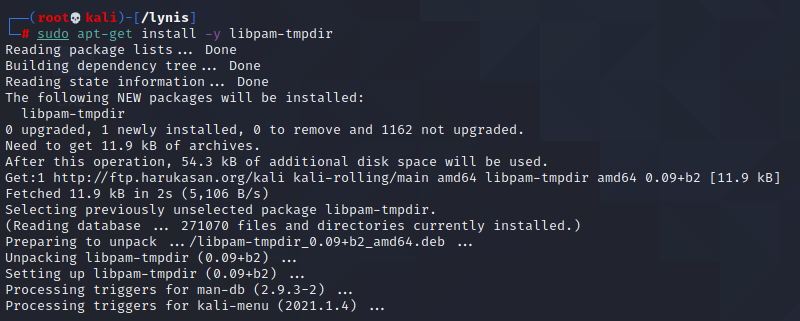 ┌──(root💀kali)-[/lynis]
└─# sudo apt-get install -y libpam-tmpdir
Reading package lists... Done
Building dependency tree... Done
Reading state information... Done
The following NEW packages will be installed:
  libpam-tmpdir
0 upgraded, 1 newly installed, 0 to remove and 1162 not upgraded.
Need to get 11.9 kB of archives.
After this operation, 54.3 kB of additional disk space will be used.
Get:1 http://ftp.harukasan.org/kali kali-rolling/main amd64 libpam-tmpdir amd64 0.09+b2 [11.9 kB]
Fetched 11.9 kB in 2s (5,106 B/s)
Selecting previously unselected package libpam-tmpdir.
(Reading database ... 271070 files and directories currently installed.)
Preparing to unpack .../libpam-tmpdir_0.09+b2_amd64.deb ...
Unpacking libpam-tmpdir (0.09+b2) ...
Setting up libpam-tmpdir (0.09+b2) ...
Processing triggers for man-db (2.9.3-2) ...
Processing triggers for kali-menu (2021.1.4) ...